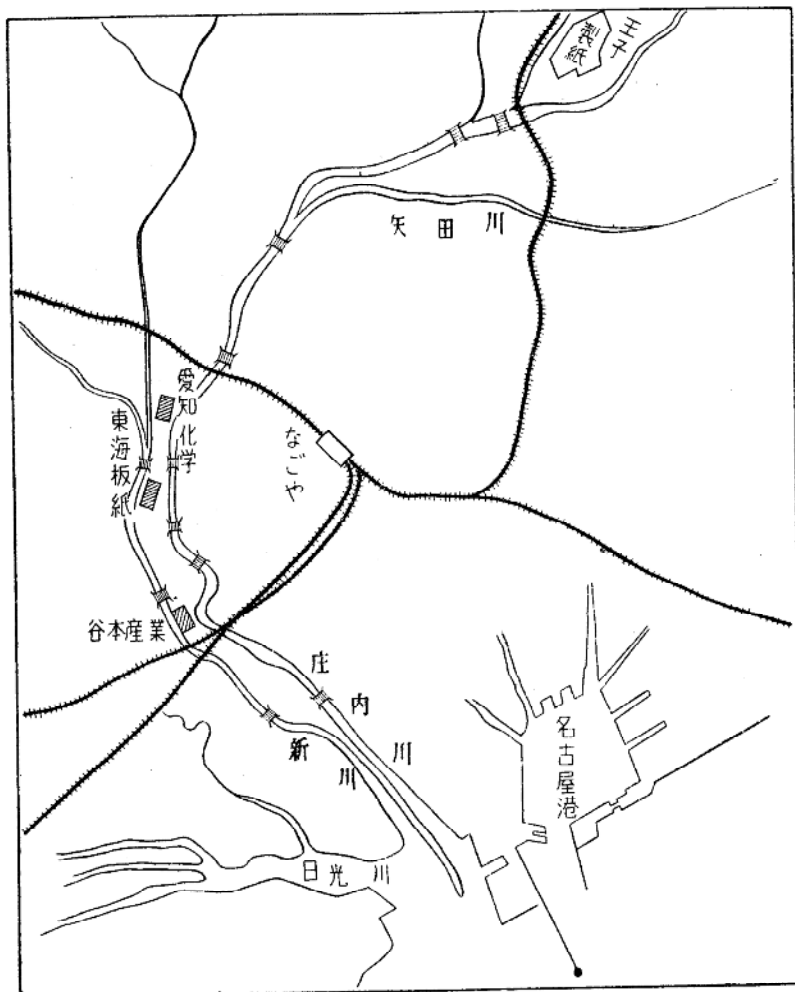 王子
製紙
矢田川
愛知化学
東海板紙
なごや
谷本産業
庄内川
新川
名古屋港
日光川